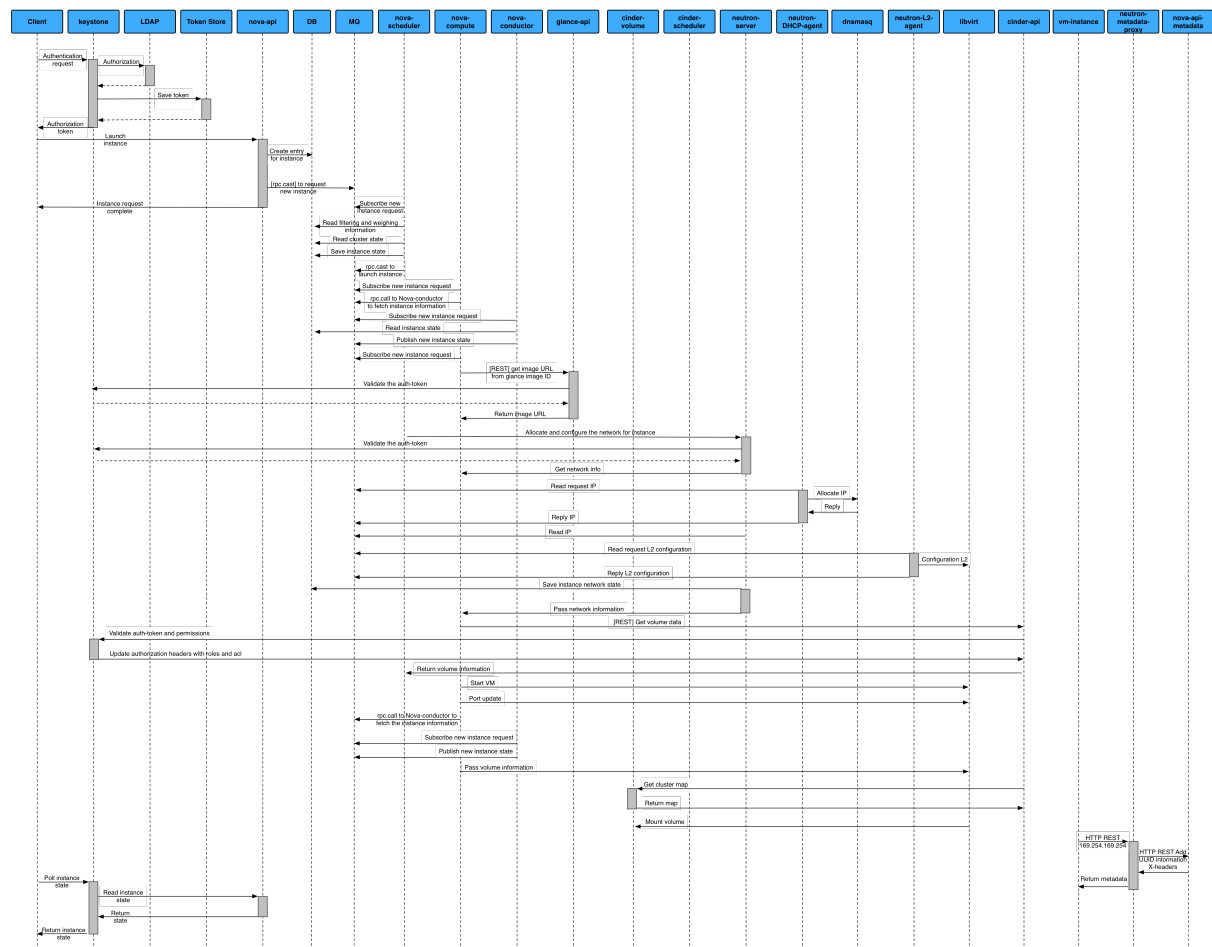 Client
keystone
LDAP
Token Store
nova-api
DB
MQ
nova-
scheduler
nova-
compute
nova-
conductor
glance-api
cinder-
volume
cinder-
scheduler
neutron-
server
neutron-
DHCP-agent
dnsmasq
neutron-L2-
agent
libvirt
cinder-api
vm-instance
neutron-
metadata-
proxy
nova-api-
metadata
Authentication
request
Authorization
Save token
Authorization
token
Launch
instance
Create entry
for instance
[rpc.cast] to request
new instance
Instance request
complete
Subscribe new
instance request
Read filtering and weighing
information
Read cluster state
Save instance state
rpc.cast to
launch instance
Subscribe new instance request
rpc.call to Nova-conductor
to fetch instance information
Subscribe new instance request
Read instance state
Publish new instance state
Subscribe new instance request
[REST] get image URL
from glance image ID
Validate the auth-token
Return image URL
Allocate and configure the network for instance
Validate the auth-token
Get network info
Read request IP
Allocate IP
Reply
Reply IP
Read IP
Read request L2 configuration
Configuration L2
Reply L2 configuration
Save instance network state
Pass network information
[REST] Get volume data
Validate auth-token and permissions
Update authorization headers with roles and acl
Return volume information
Start VM
Port update
rpc.call to Nova-conductor to
fetch the instance information
Subscribe new instance request
Publish new instance state
Pass volume information
Get cluster map
Return map
Mount volume
HTTP REST
169.254.169.254
HTTP REST Add
UUID intormation
X-headers
Return metadata
Poll instance
state
Read instance
state
Return
state
Return instance
state